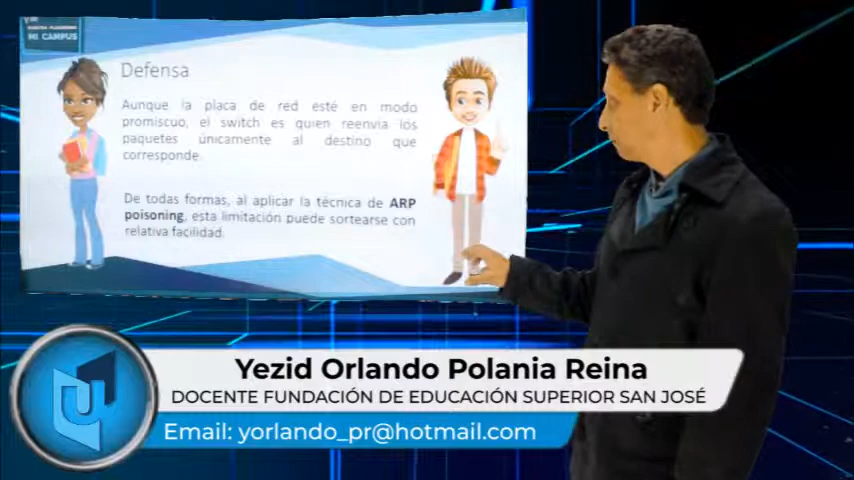 MI CAMPUS
Defensa
Aunque la placa de red esté en modo
promiscuo, el switch es quien reenvía los
paquetes únicamente al destino que
corresponde.
De todas formas, al aplicar la técnica de ARP
poisoning, esta limitación puede sortearse con
relativa facilidad.
Yezid Orlando Polania Reina
DOCENTE FUNDACIÓN DE EDUCACIÓN SUPERIOR SAN JOSÉ
Email: yorlando_pr@hotmail.com